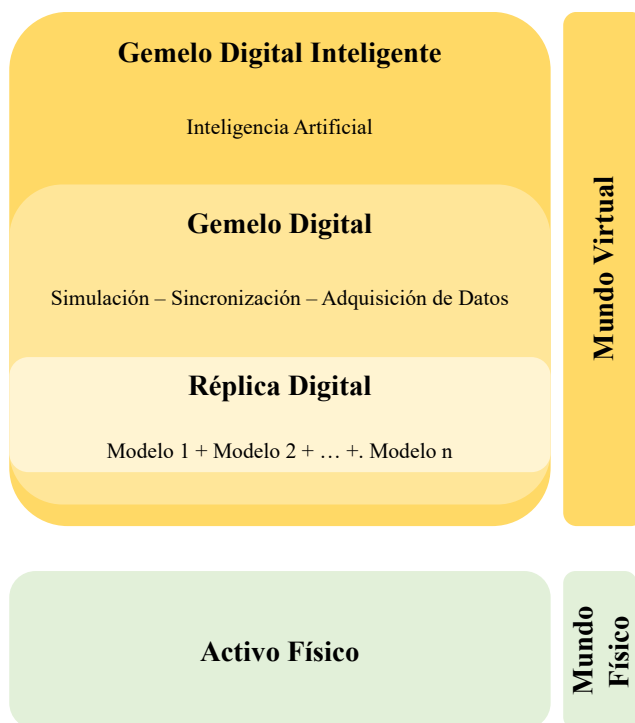 Gemelo Digital Inteligente
Inteligencia Artificial
Gemelo Digital
Simulación – Sincronización – Adquisición de Datos
Réplica Digital
Modelo 1 + Modelo 2 + … +. Modelo n
Mundo Virtual
Activo Físico
Mundo
Físico